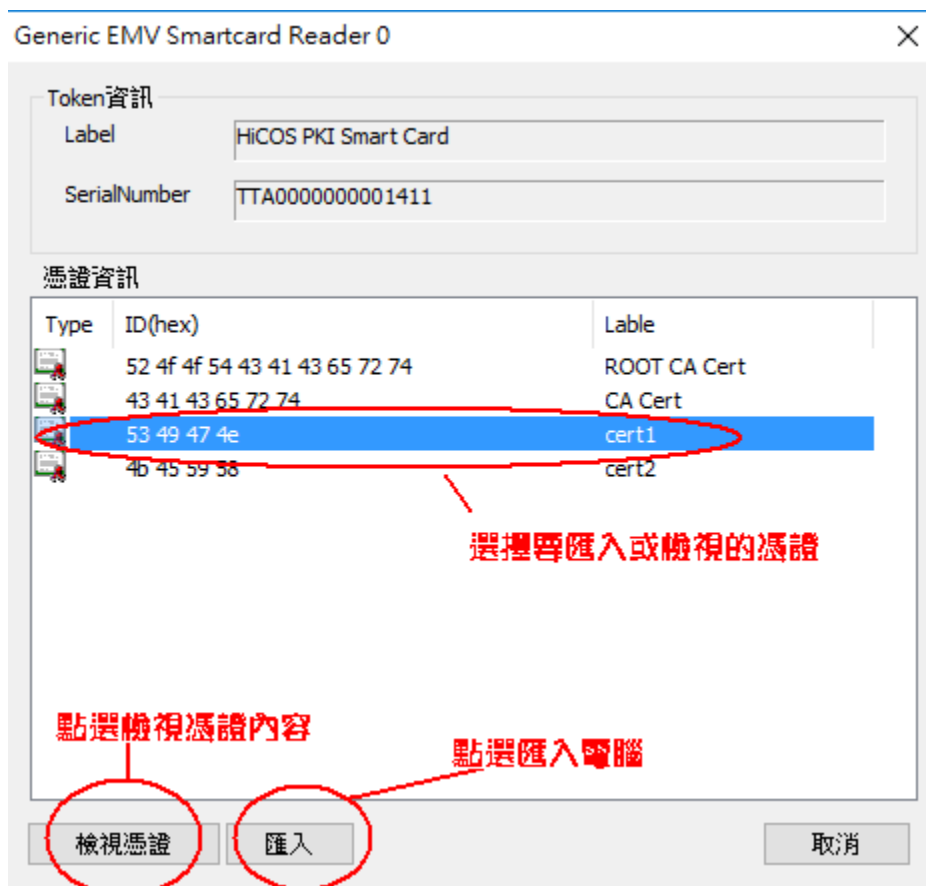 Generic EMV Smartcard Reader 0
Token資訊
Label HiCOS PKI Smart Card
SerialNumber TTA0000000001411
憑證資訊
Type ID(hex) Lable
52 4f 4f 54 43 41 43 65 72 74 ROOT CA Cert
43 41 43 65 72 74 CA Cert
53 49 47 4e cert1
4b 45 59 58 cert2
選擇要匯入或檢視的憑證
點選檢視憑證內容
點選匯入電腦
檢視憑證 匯入 取消